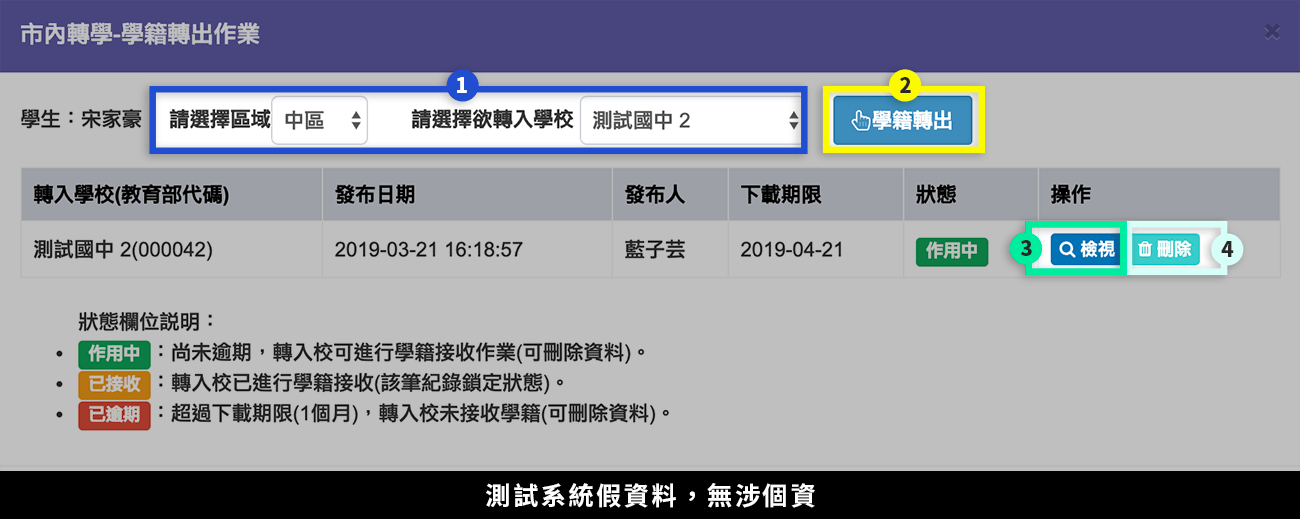 市內轉學-學籍轉出作業
×
1
2
學生：宋家豪 請選擇區域 中區 請選擇欲轉入學校 測試國中 2 學籍轉出
轉入學校(教育部代碼) 發布日期 發布人 下載期限 狀態 操作
測試國中 2(000042) 2019-03-21 16:18:57 藍子芸 2019-04-21 作用中 3 檢視 刪除 4
狀態欄位說明：
• 作用中：尚未逾期，轉入校可進行學籍接收作業(可刪除資料)。
• 已接收：轉入校已進行學籍接收(該筆紀錄鎖定狀態)。
• 已逾期：超過下載期限(1個月)，轉入校未接收學籍(可刪除資料)。
測試系統假資料，無涉個資